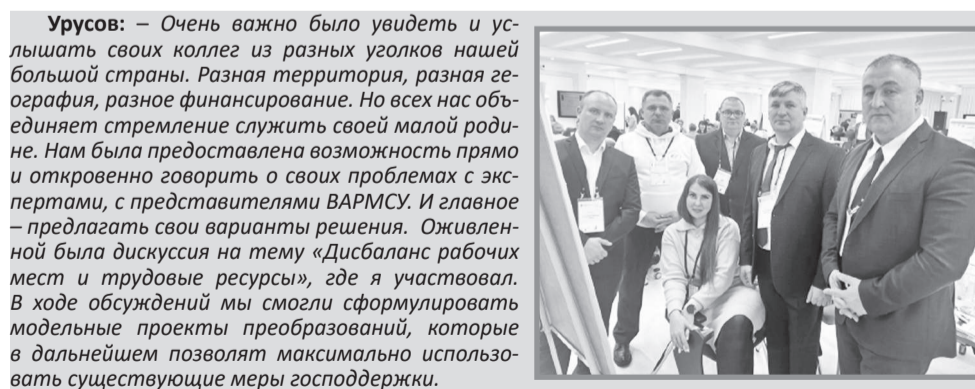 Урусов: – Очень важно было увидеть и ус-
лышать своих коллег из разных уголков нашей
большой страны. Разная территория, разная ге-
ография, разное финансирование. Но всех нас объ-
единяет стремление служить своей малой роди-
не. Нам была предоставлена возможность прямо
и откровенно говорить о своих проблемах с экс-
пертами, с представителями ВАРМСУ. И главное
– предлагать свои варианты решения. Оживлен-
ной была дискуссия на тему «Дисбаланс рабочих
мест и трудовые ресурсы», где я участвовал.
В ходе обсуждений мы смогли сформулировать
модельные проекты преобразований, которые
в дальнейшем позволят максимально использо-
вать существующие меры господдержки.